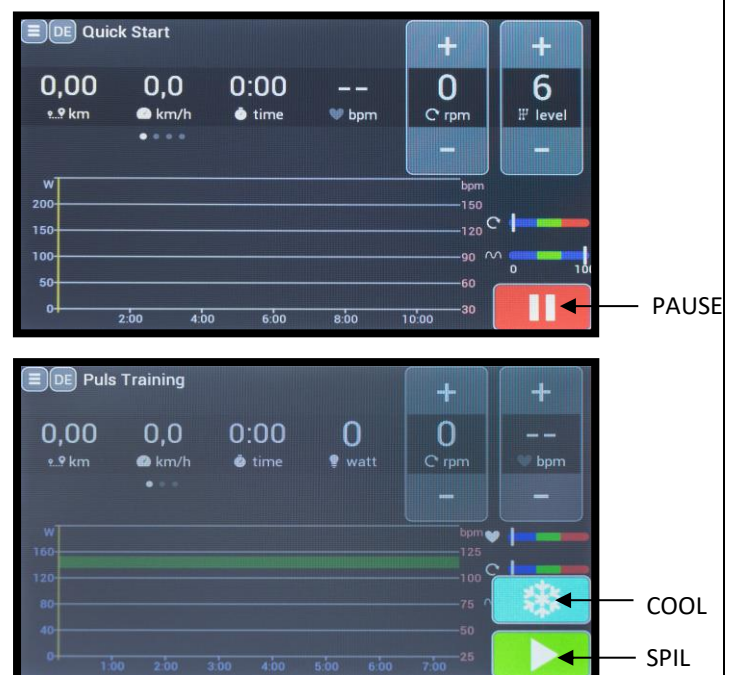 DE Quick Start
+ +
0,00 0,0 0:00 -- 0 6
km km/h time bpm rpm level
- -
W bpm
200 150
150 120
100 90
50 60
0 30
2:00 4:00 6:00 8:00 10:00
0 100
PAUSE
DE Puls Training
+ +
0,00 0,0 0:00 0 0 --
km km/h time watt rpm bpm
- -
W bpm
160 125
120 100
80 75
40 50
0 25
1:00 2:00 3:00 4:00 5:00 6:00 7:00
COOL
SPIL